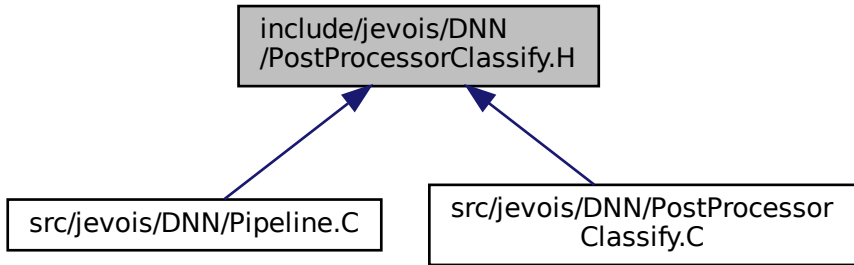 include/jevois/DNN
/PostProcessorClassify.H
src/jevois/DNN/Pipeline.C
src/jevois/DNN/PostProcessor
Classify.C